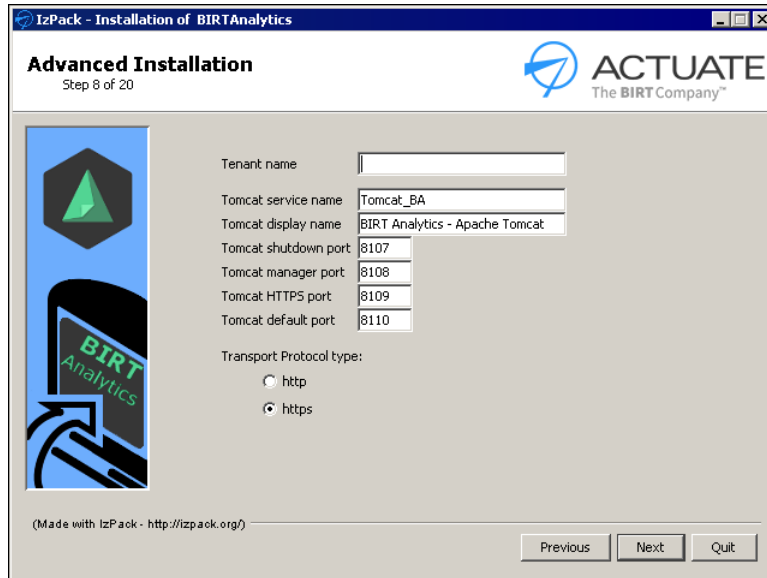 IzPack - Installation of BIRTAnalytics
Advanced Installation
Step 8 of 20
ACTUATE
The BIRT Company™
Tenant name
Tomcat service name Tomcat_BA
Tomcat display name BIRT Analytics - Apache Tomcat
Tomcat shutdown port 8107
Tomcat manager port 8108
Tomcat HTTPS port 8109
Tomcat default port 8110
Transport Protocol type:
http
https
BIRT
Analytics
(Made with IzPack - http://izpack.org/)
Previous Next Quit